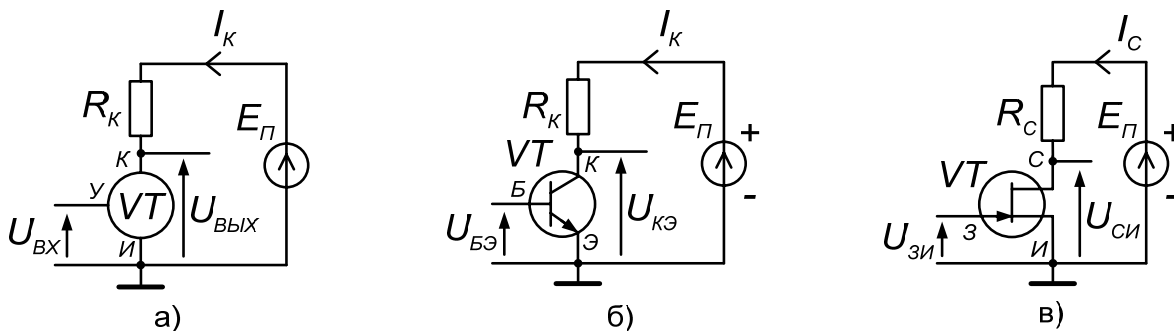 I_К
R_К
E_П
К
У
VT
U_ВХ
U_ВЫХ
И
а)
I_К
R_К
E_П
+
-
VT
К
Б
U_БЭ
U_КЭ
Э
б)
I_С
R_С
E_П
+
-
VT
С
U_ЗИ
З
И
U_СИ
в)